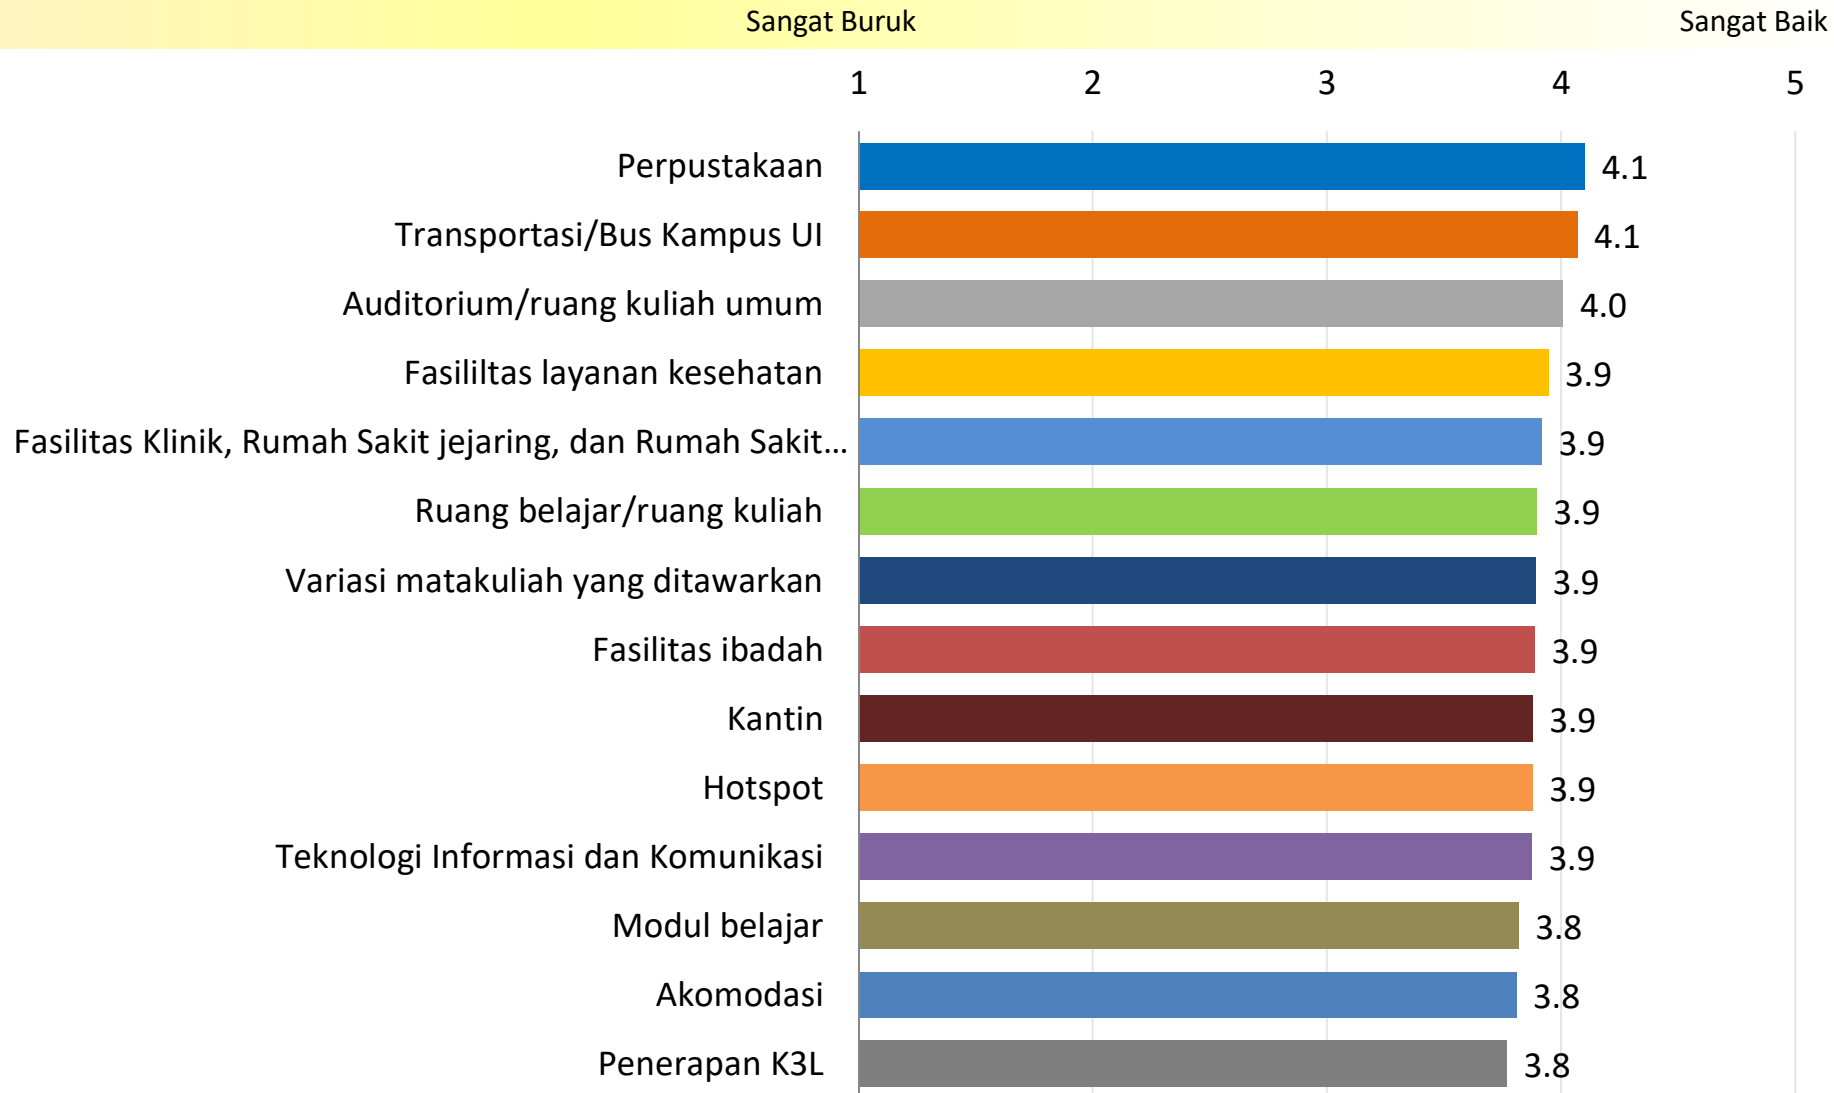 Sangat Buruk Sangat Baik
1 2 3 4 5
Perpustakaan 4.1
Transportasi/Bus Kampus UI 4.1
Auditorium/ruang kuliah umum 4.0
Fasililtas layanan kesehatan 3.9
Fasilitas Klinik, Rumah Sakit jejaring, dan Rumah Sakit... 3.9
Ruang belajar/ruang kuliah 3.9
Variasi matakuliah yang ditawarkan 3.9
Fasilitas ibadah 3.9
Kantin 3.9
Hotspot 3.9
Teknologi Informasi dan Komunikasi 3.9
Modul belajar 3.8
Akomodasi 3.8
Penerapan K3L 3.8